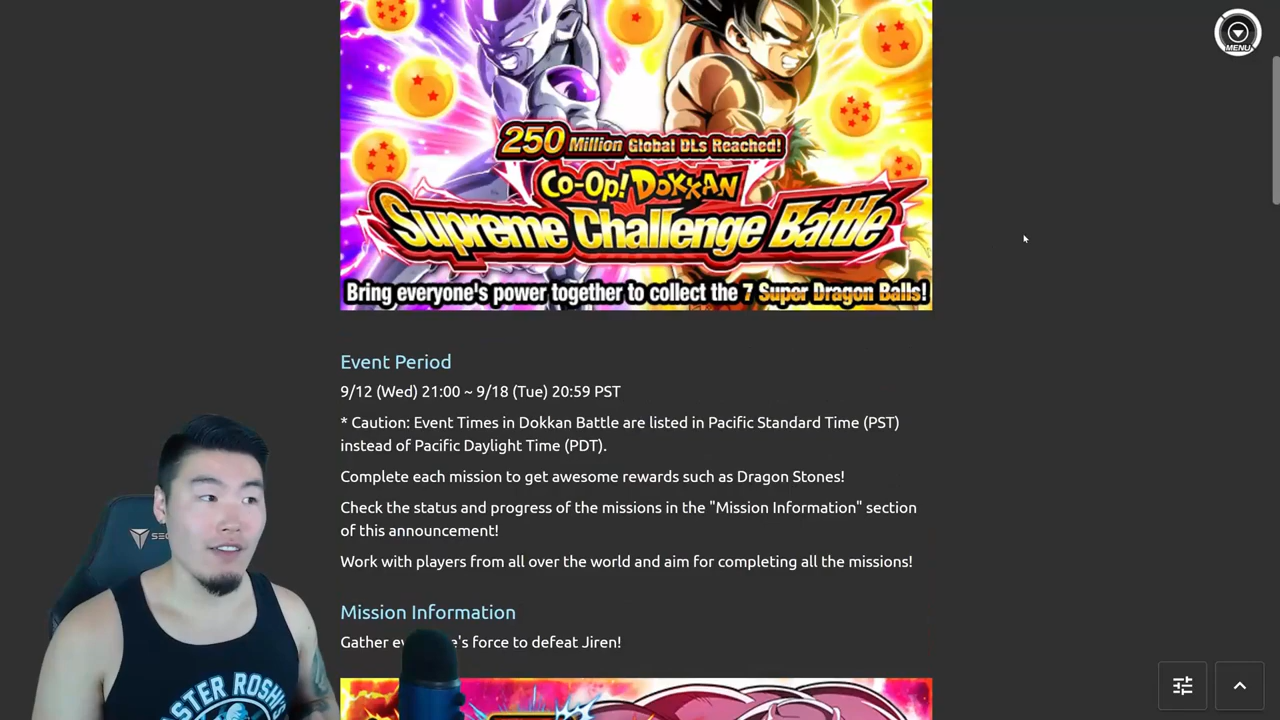 MENU
250 Million Global DLs Reached!
Co-Op! DOKKAN
Supreme Challenge Battle
Bring everyone's power together to collect the 7 Super Dragon Balls!
Event Period
9/12 (Wed) 21:00 ~ 9/18 (Tue) 20:59 PST
* Caution: Event Times in Dokkan Battle are listed in Pacific Standard Time (PST)
instead of Pacific Daylight Time (PDT).
Complete each mission to get awesome rewards such as Dragon Stones!
Check the status and progress of the missions in the "Mission Information" section
of this announcement!
Work with players from all over the world and aim for completing all the missions!
Mission Information
Gather ev    e's force to defeat Jiren!
SEC
ASTER ROSHI'S